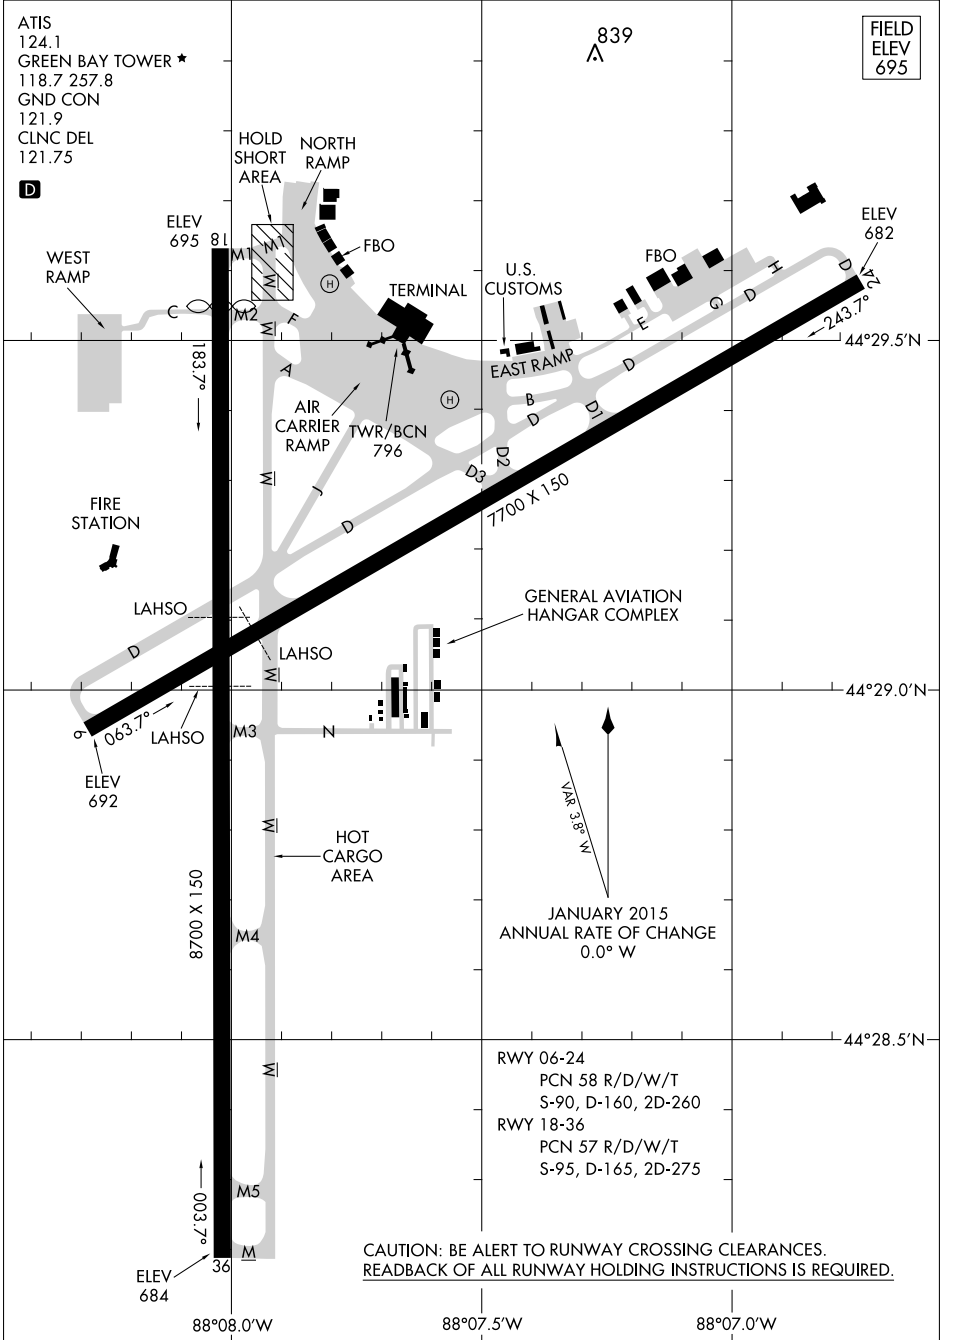 ATIS
124.1
GREEN BAY TOWER ★
118.7 257.8
GND CON
121.9
CLNC DEL
121.75
D
839
FIELD
ELEV
695
HOLD
SHORT
AREA
NORTH
RAMP
ELEV
695
18
M1
M1
W
FBO
WEST
RAMP
H
TERMINAL
U.S.
CUSTOMS
FBO
ELEV
682
24
243.7°
D
H
D
G
E
C
M2
W
F
44°29.5'N
183.7°
A
AIR
CARRIER
RAMP
TWR/BCN
796
H
EAST RAMP
D
B
D
D1
D2
D3
7700 X 150
W
J
D
FIRE
STATION
LAHSO
GENERAL AVIATION
HANGAR COMPLEX
D
LAHSO
W
44°29.0'N
063.7°
6
LAHSO
M3
N
ELEV
692
VAR 3.8° W
W
HOT
CARGO
AREA
8700 X 150
M4
JANUARY 2015
ANNUAL RATE OF CHANGE
0.0° W
44°28.5'N
W
RWY 06-24
PCN 58 R/D/W/T
S-90, D-160, 2D-260
RWY 18-36
PCN 57 R/D/W/T
S-95, D-165, 2D-275
M5
003.7°
M
36
ELEV
684
CAUTION: BE ALERT TO RUNWAY CROSSING CLEARANCES.
READBACK OF ALL RUNWAY HOLDING INSTRUCTIONS IS REQUIRED.
88°08.0'W
88°07.5'W
88°07.0'W